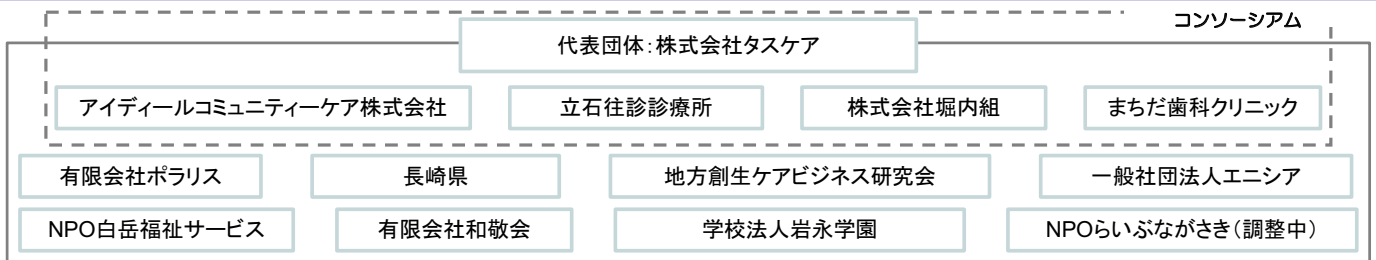 コンソーシアム
代表団体：株式会社タスケア
アイディールコミュニティーケア株式会社
立石往診診療所
株式会社堀内組
まちだ歯科クリニック
有限会社ポラリス
長崎県
地方創生ケアビジネス研究会
一般社団法人エニシア
NPO白岳福祉サービス
有限会社和敬会
学校法人岩永学園
NPOらいぶながさき（調整中）